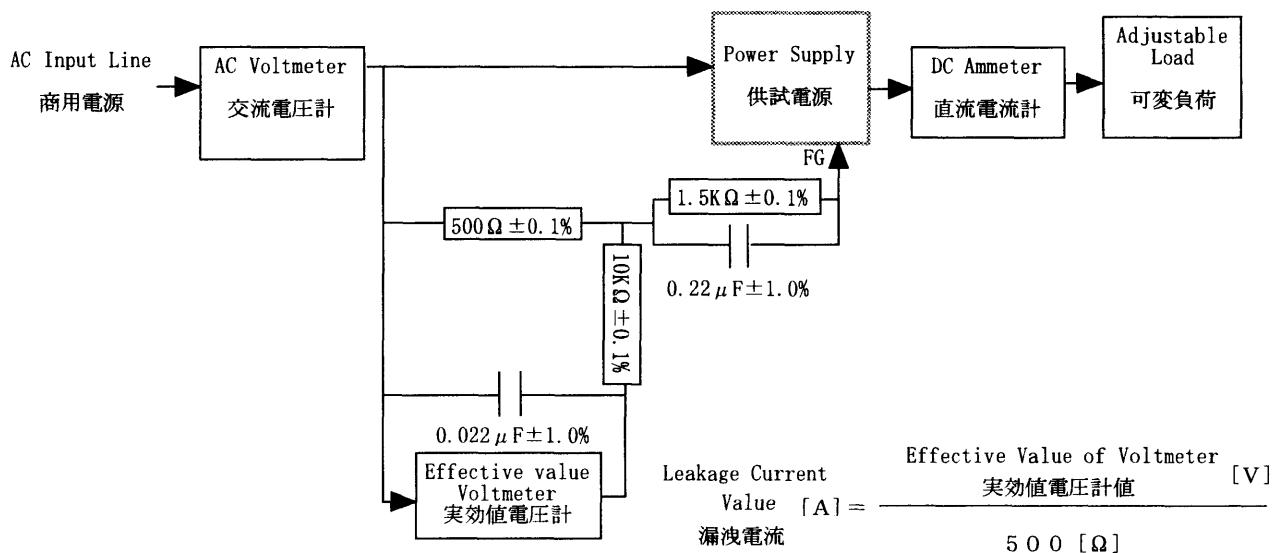 AC Input Line
商用電源
AC Voltmeter
交流電圧計
Power Supply
供試電源
DC Ammeter
直流電流計
Adjustable
Load
可変負荷
FG
1.5KΩ±0.1%
500Ω±0.1%
0.22μF±1.0%
10KΩ±0.1%
0.022μF±1.0%
Effective value
Voltmeter
実効値電圧計
Leakage Current
Value [A]=
漏洩電流
Effective Value of Voltmeter [V]
実効値電圧計値
500 [Ω]